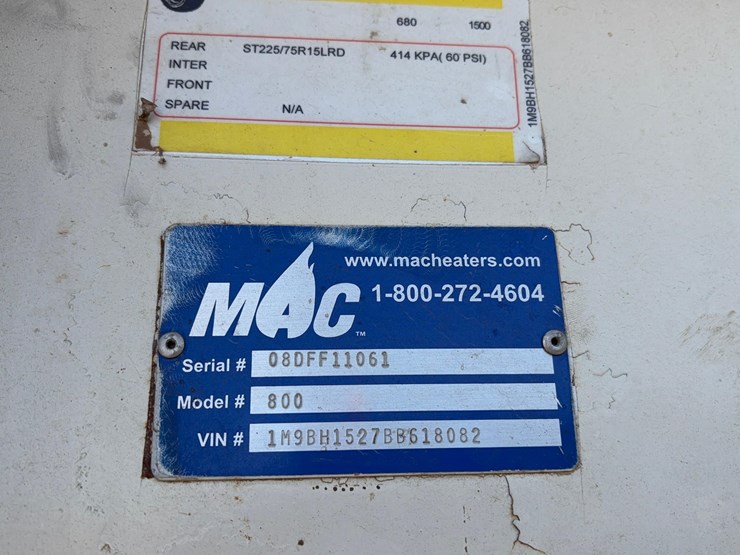 680 1500
REAR ST225/75R15LRD 414 KPA( 60 PSI)
INTER
FRONT
SPARE N/A
1M9BH1527BB618082
www.macheaters.com
MAC™ 1-800-272-4604
Serial # 08DFF11061
Model # 800
VIN # 1M9BH1527BB618082